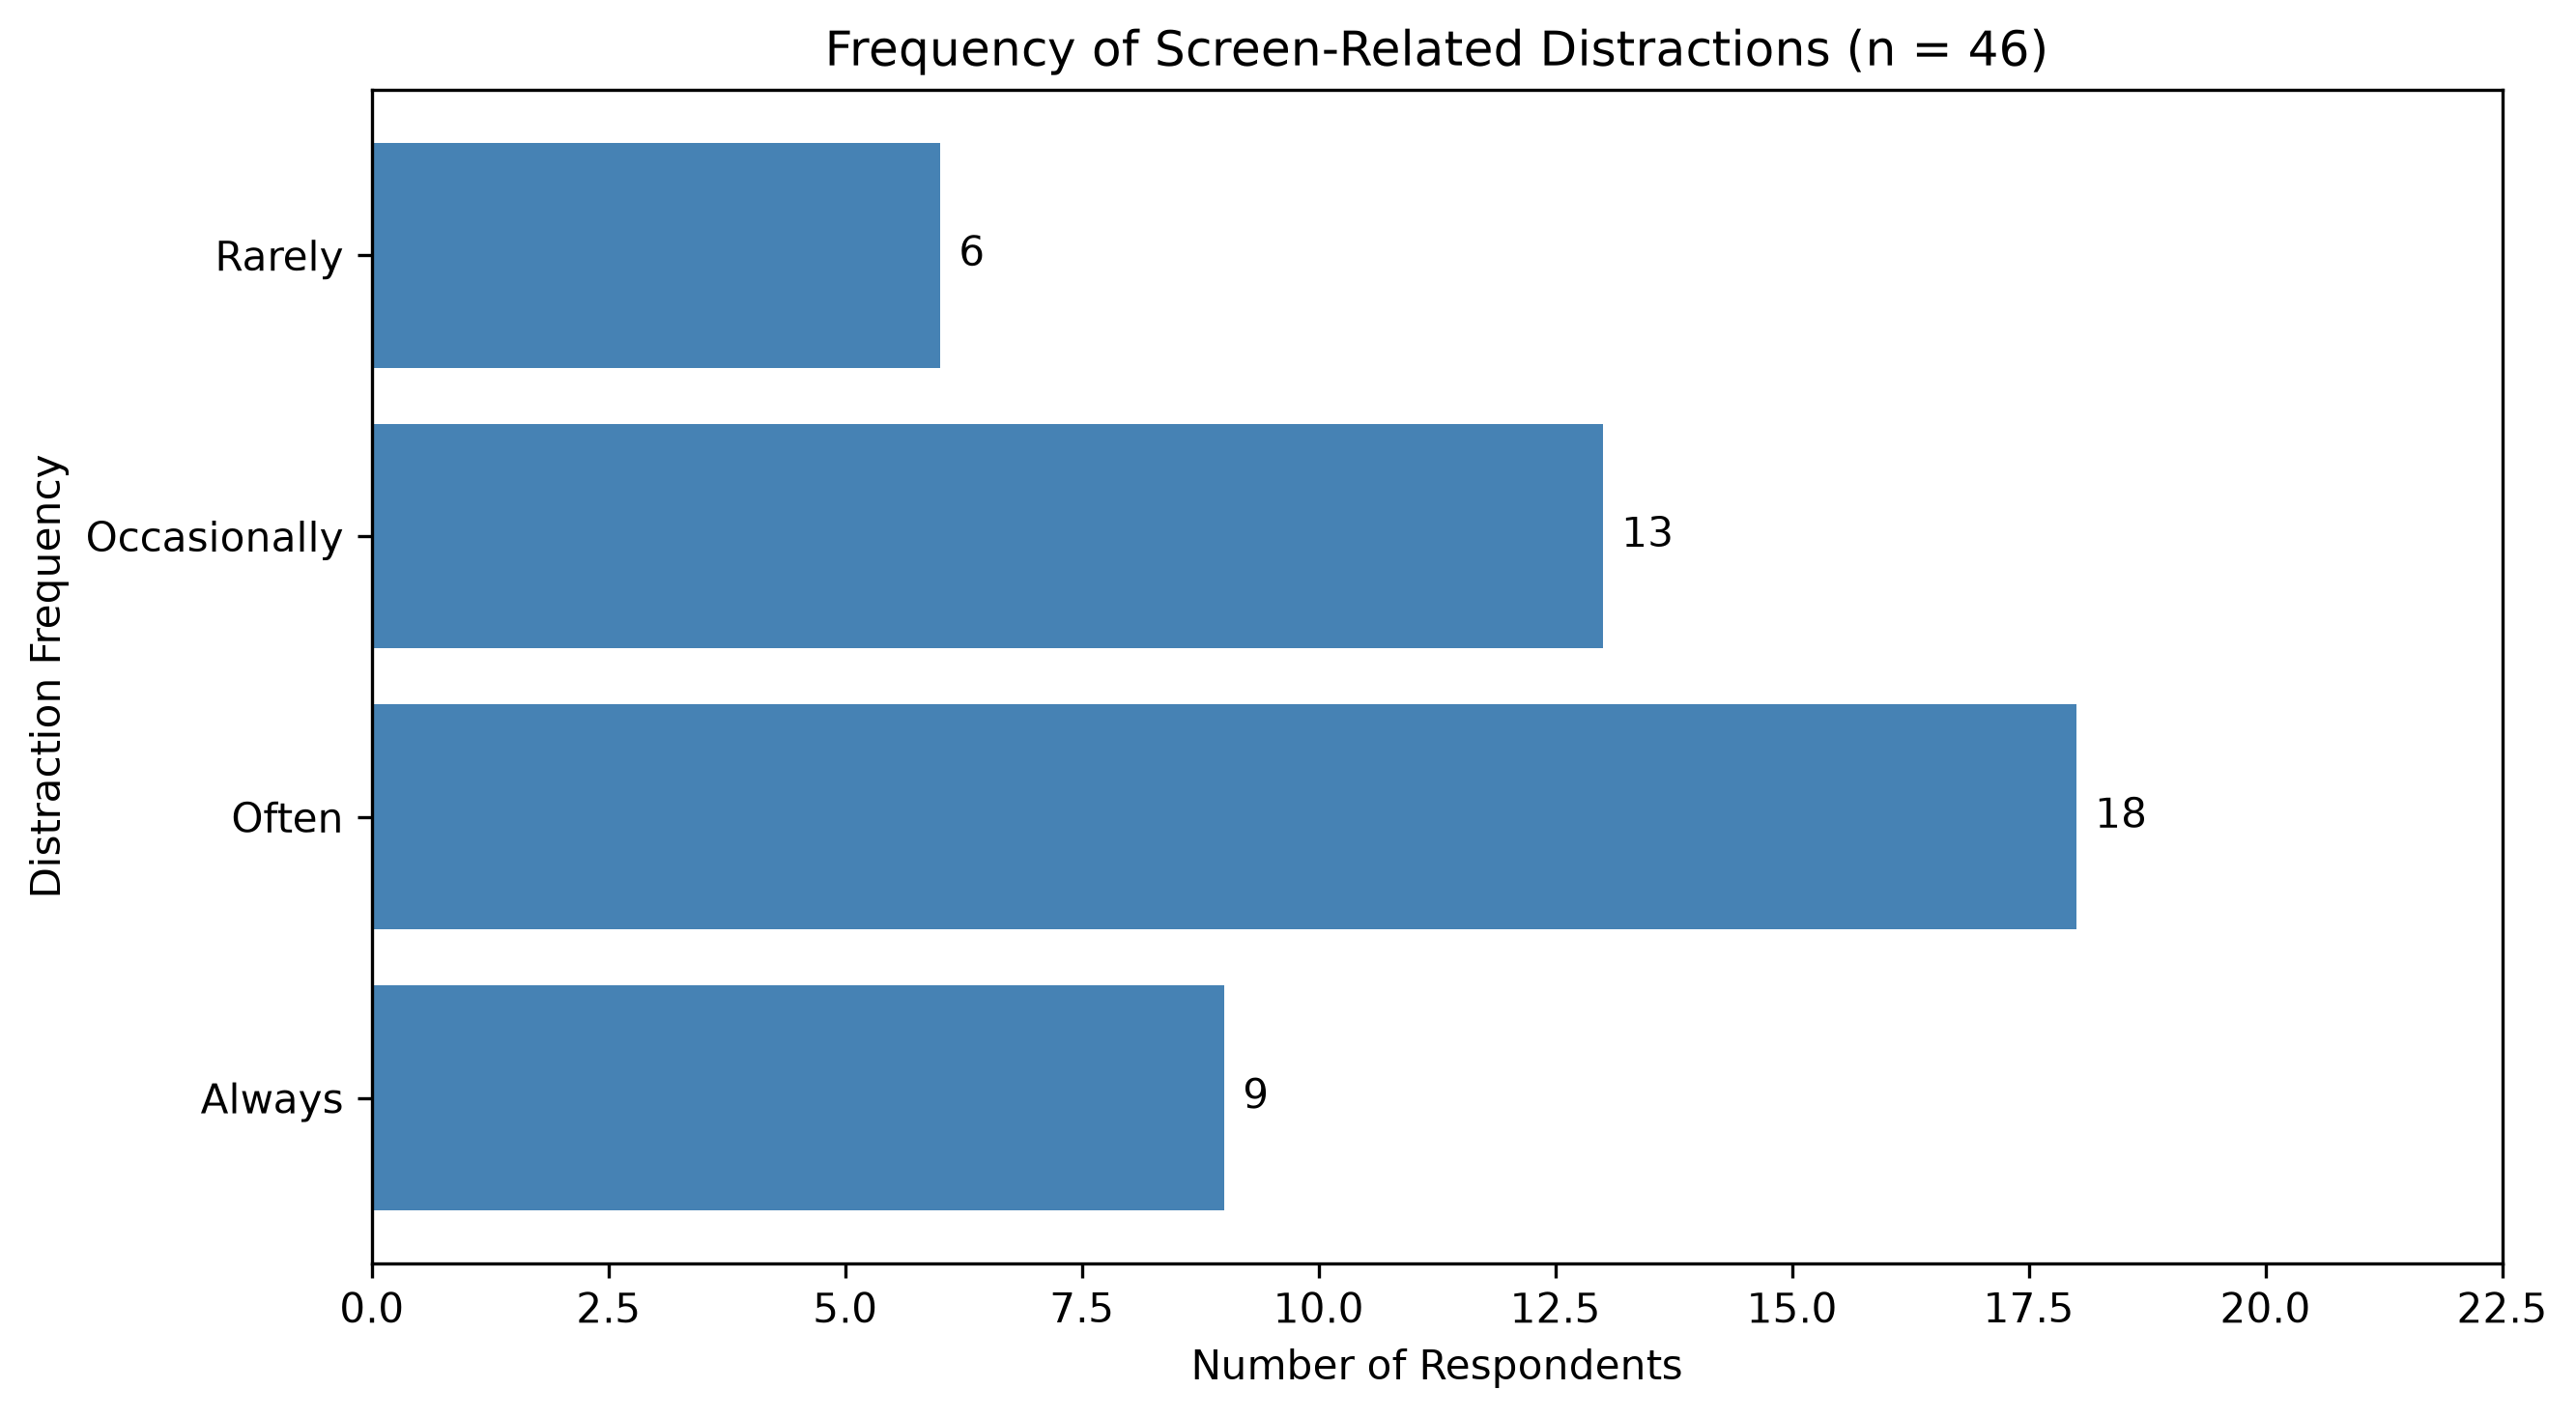 Frequency of Screen-Related Distractions (n = 46)
Distraction Frequency
Rarely 6
Occasionally 13
Often 18
Always 9
0.0 2.5 5.0 7.5 10.0 12.5 15.0 17.5 20.0 22.5
Number of Respondents